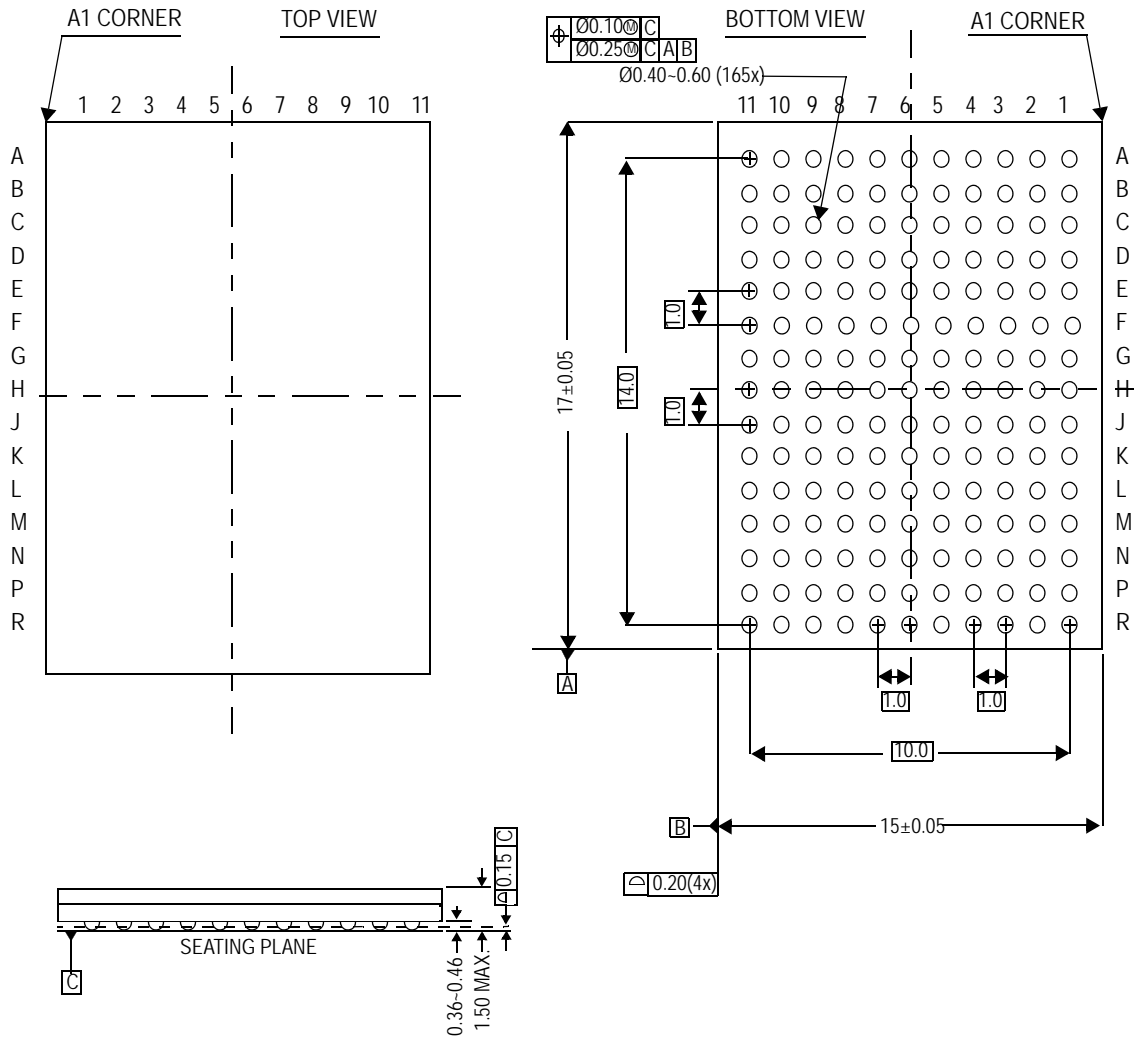 A1 CORNER TOP VIEW
1 2 3 4 5 6 7 8 9 10 11
A
B
C
D
E
F
G
H
J
K
L
M
N
P
R
BOTTOM VIEW A1 CORNER
Ø0.10Ⓜ C
Ø0.25Ⓜ C A B
Ø0.40~0.60 (165x)
11 10 9 8 7 6 5 4 3 2 1
A
B
C
D
E
F
G
H
J
K
L
M
N
P
R
1.0
17±0.05
14.0
1.0
A
1.0 1.0
10.0
B 15±0.05
0.20(4x)
0.15 C
SEATING PLANE
C
0.36~0.46
1.50 MAX.